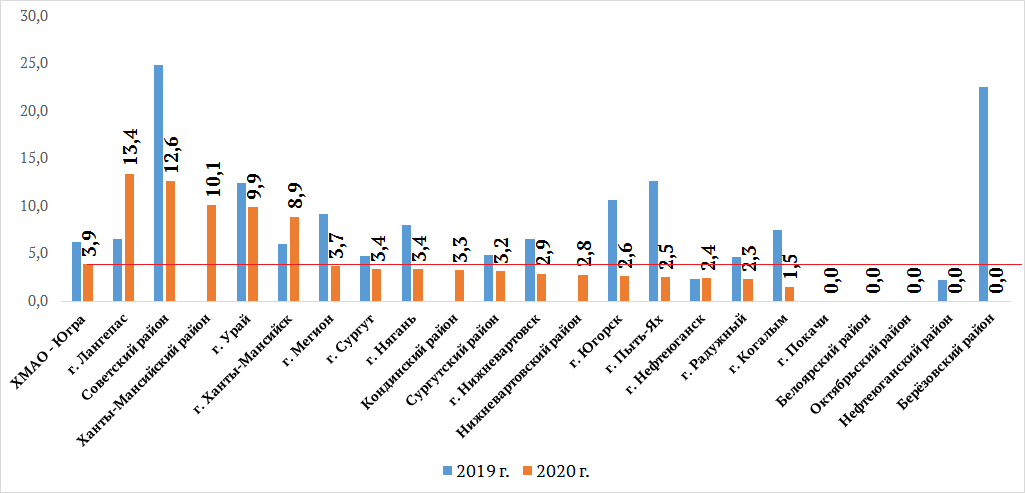 30,0
25,0
20,0
15,0
10,0
5,0
0,0
3,9
13,4
12,6
10,1
9,9
8,9
3,7
3,4
3,4
3,3
3,2
2,9
2,8
2,6
2,5
2,4
2,3
1,5
0,0
0,0
0,0
0,0
0,0
ХМАО - Югра
г. Лангепас
Советский район
Ханты-Мансийский район
г. Урай
г. Ханты-Мансийск
г. Мегион
г. Сургут
г. Нягань
Кондинский район
Сургутский район
г. Нижневартовск
Нижневартовский район
г. Югорск
г. Пыть-Ях
г. Нефтеюганск
г. Радужный
г. Когалым
г. Покачи
Белоярский район
Октябрьский район
Нефтеюганский район
Берёзовский район
2019 г.
2020 г.